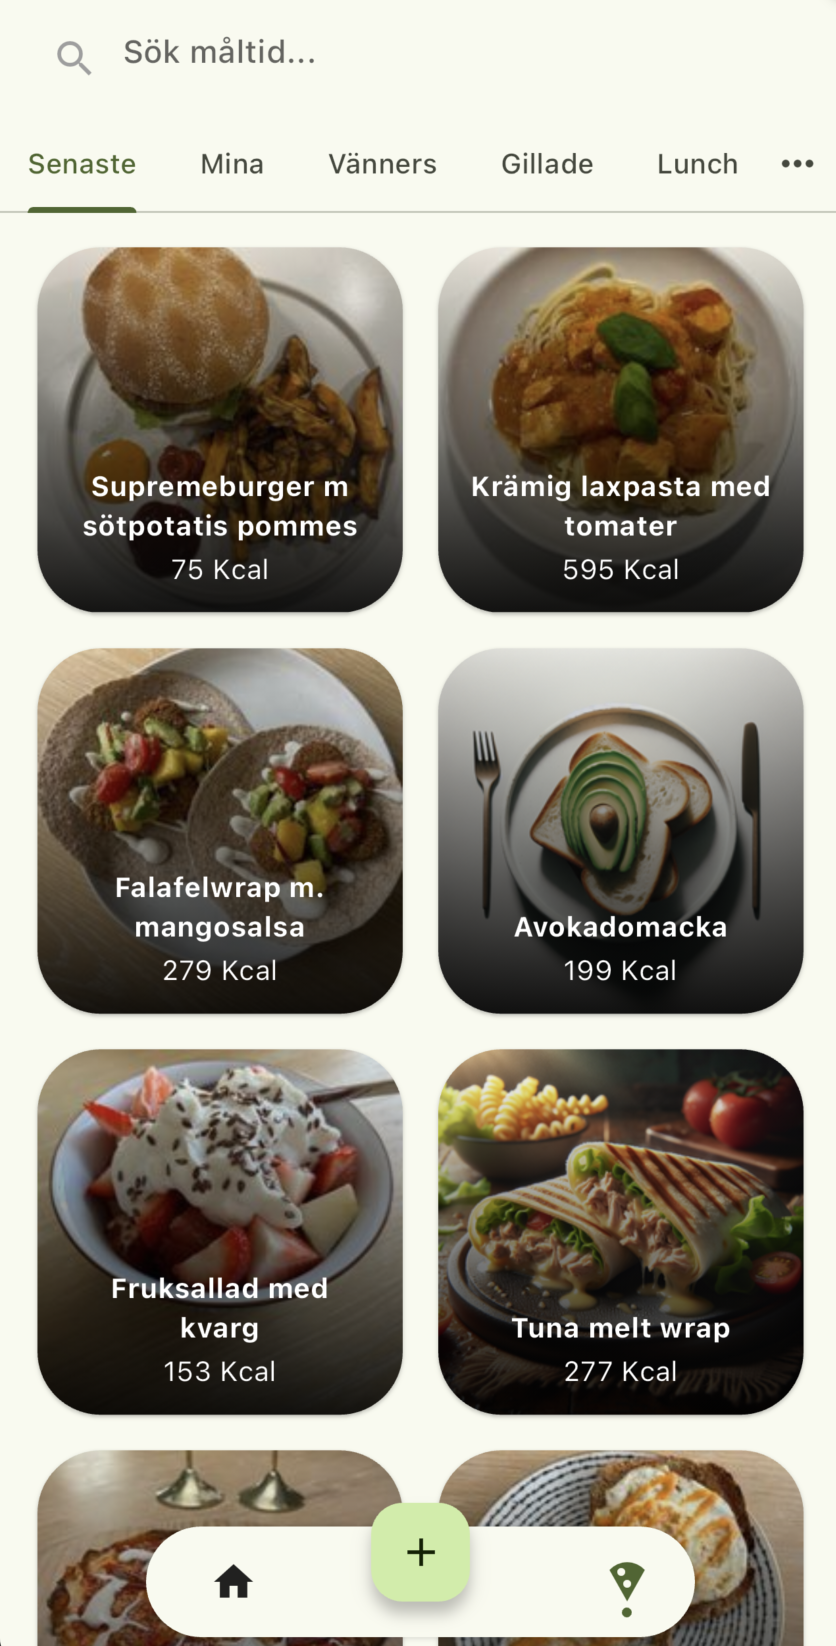 Sök måltid...
Senaste
Mina
Vänners
Gillade
Lunch
Supremeburger m
sötpotatis pommes
75 Kcal
Krämig laxpasta med
tomater
595 Kcal
Falafelwrap m.
mangosalsa
279 Kcal
Avokadomacka
199 Kcal
Fruksallad med
kvarg
153 Kcal
Tuna melt wrap
277 Kcal